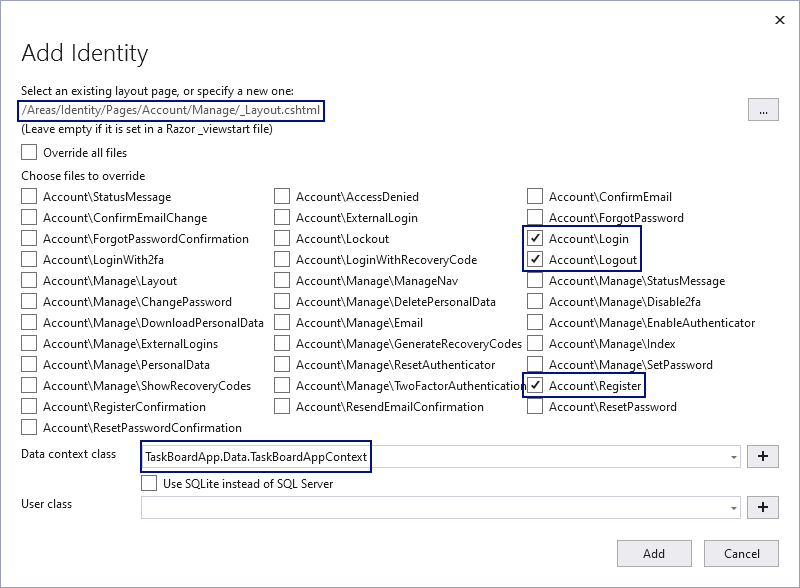 Add Identity
Select an existing layout page, or specify a new one:
/Areas/Identity/Pages/Account/Manage/_Layout.cshtml
...
(Leave empty if it is set in a Razor _viewstart file)
Override all files
Choose files to override
Account\StatusMessage Account\AccessDenied Account\ConfirmEmail
Account\ConfirmEmailChange Account\ExternalLogin Account\ForgotPassword
Account\ForgotPasswordConfirmation Account\Lockout Account\Login
Account\LoginWith2fa Account\LoginWithRecoveryCode Account\Logout
Account\Manage\Layout Account\Manage\ManageNav Account\Manage\StatusMessage
Account\Manage\ChangePassword Account\Manage\DeletePersonalData Account\Manage\Disable2fa
Account\Manage\DownloadPersonalData Account\Manage\Email Account\Manage\EnableAuthenticator
Account\Manage\ExternalLogins Account\Manage\GenerateRecoveryCodes Account\Manage\Index
Account\Manage\PersonalData Account\Manage\ResetAuthenticator Account\Manage\SetPassword
Account\Manage\ShowRecoveryCodes Account\Manage\TwoFactorAuthentication Account\Register
Account\RegisterConfirmation Account\ResendEmailConfirmation Account\ResetPassword
Account\ResetPasswordConfirmation
Data context class TaskBoardApp.Data.TaskBoardAppContext
Use SQLite instead of SQL Server
User class
Add Cancel